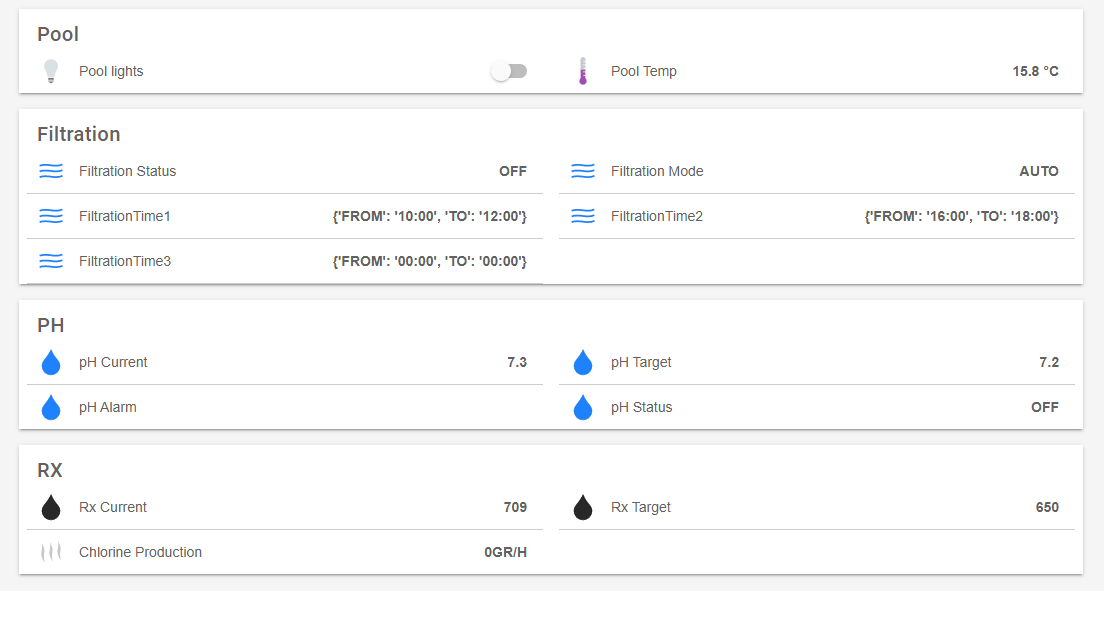 Pool
Pool lights
Pool Temp 15.8 °C
Filtration
Filtration Status OFF
Filtration Mode AUTO
FiltrationTime1 {'FROM': '10:00', 'TO': '12:00'}
FiltrationTime2 {'FROM': '16:00', 'TO': '18:00'}
FiltrationTime3 {'FROM': '00:00', 'TO': '00:00'}
PH
pH Current 7.3
pH Target 7.2
pH Alarm
pH Status OFF
RX
Rx Current 709
Rx Target 650
Chlorine Production 0GR/H